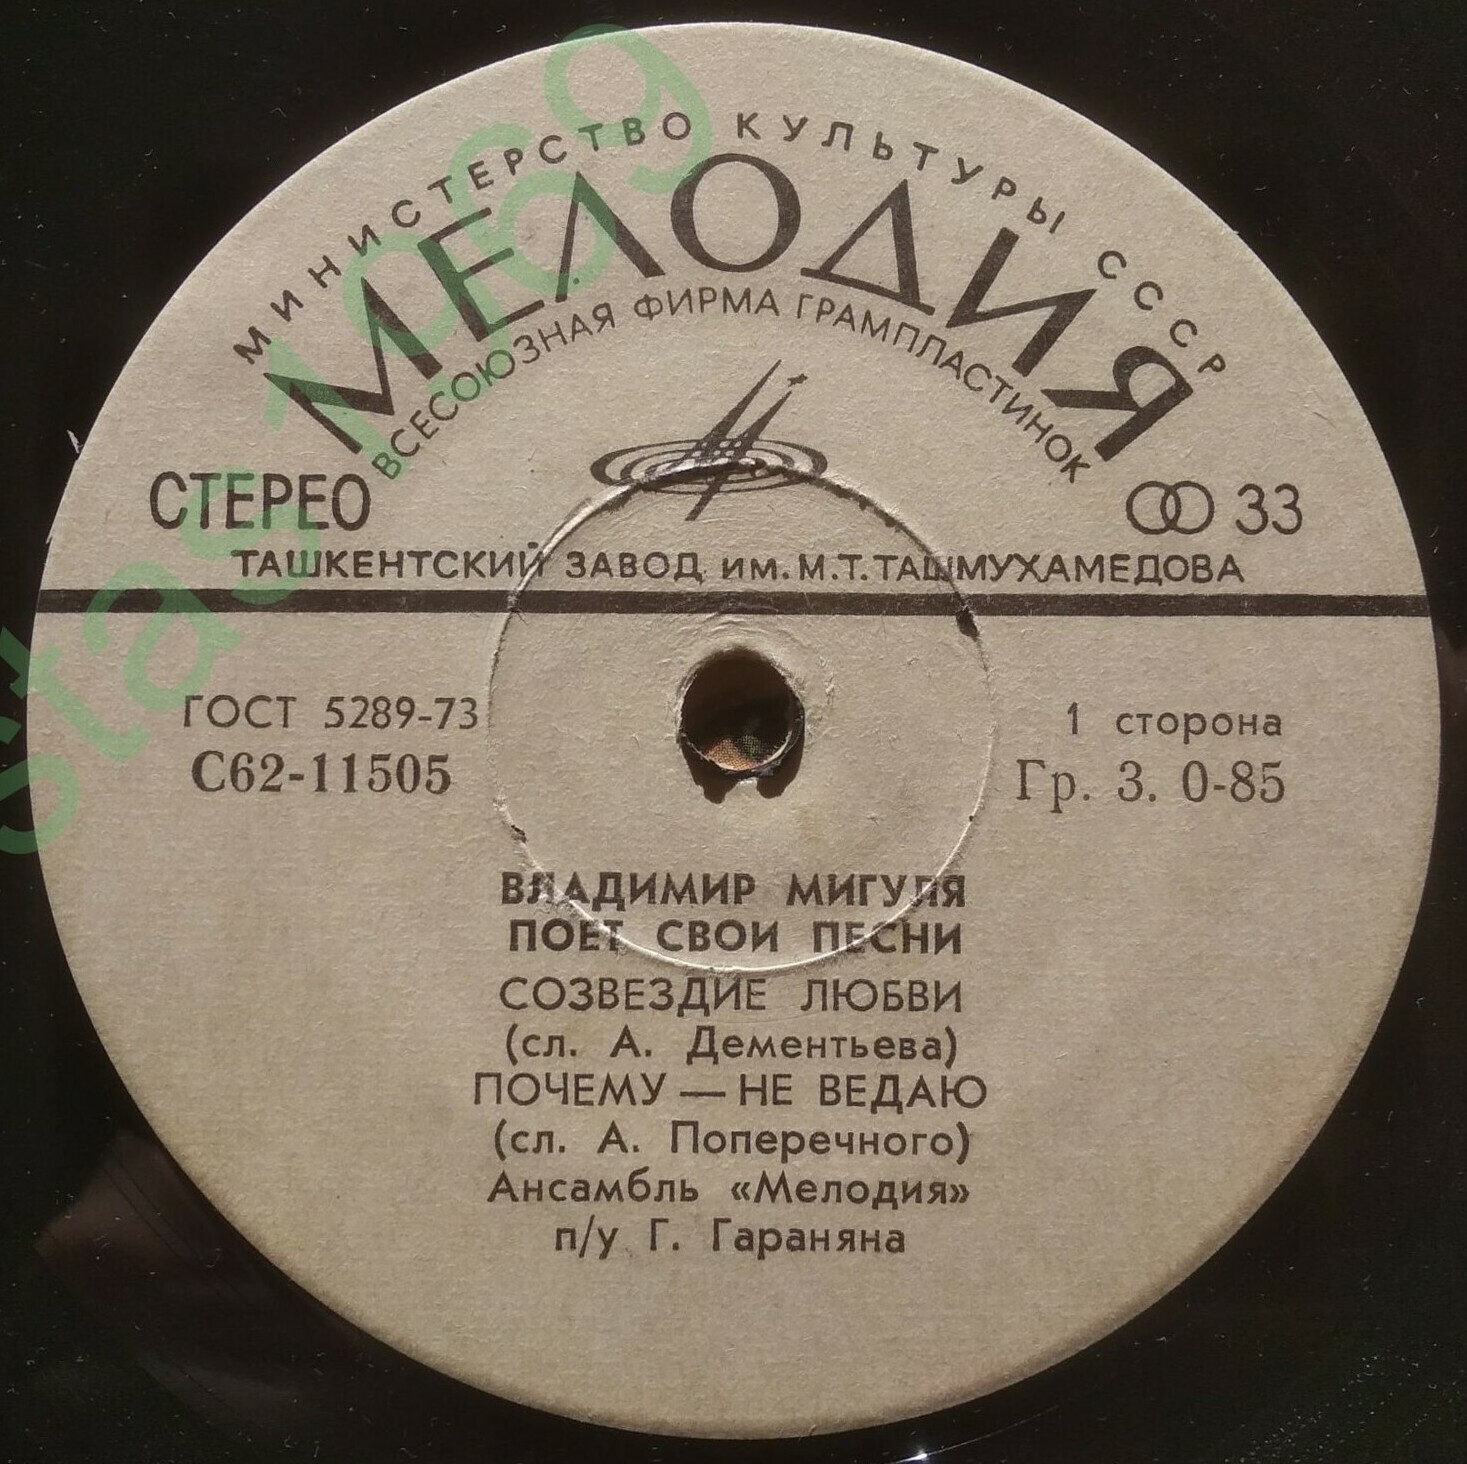 МИНИСТЕРСТВО КУЛЬТУРЫ СССР
МЕЛОДИЯ
ВСЕСОЮЗНАЯ ФИРМА ГРАМПЛАСТИНОК
СТЕРЕО
33
ТАШКЕНТСКИЙ ЗАВОД им. М.Т.ТАШМУХАМЕДОВА
ГОСТ 5289-73
С62-11505
1 сторона
Гр. 3. 0-85
ВЛАДИМИР МИГУЛЯ
ПОЕТ СВОИ ПЕСНИ
СОЗВЕЗДИЕ ЛЮБВИ
(сл. А. Дементьева)
ПОЧЕМУ — НЕ ВЕДАЮ
(сл. А. Поперечного)
Ансамбль «Мелодия»
п/у Г. Гараняна
stas1969